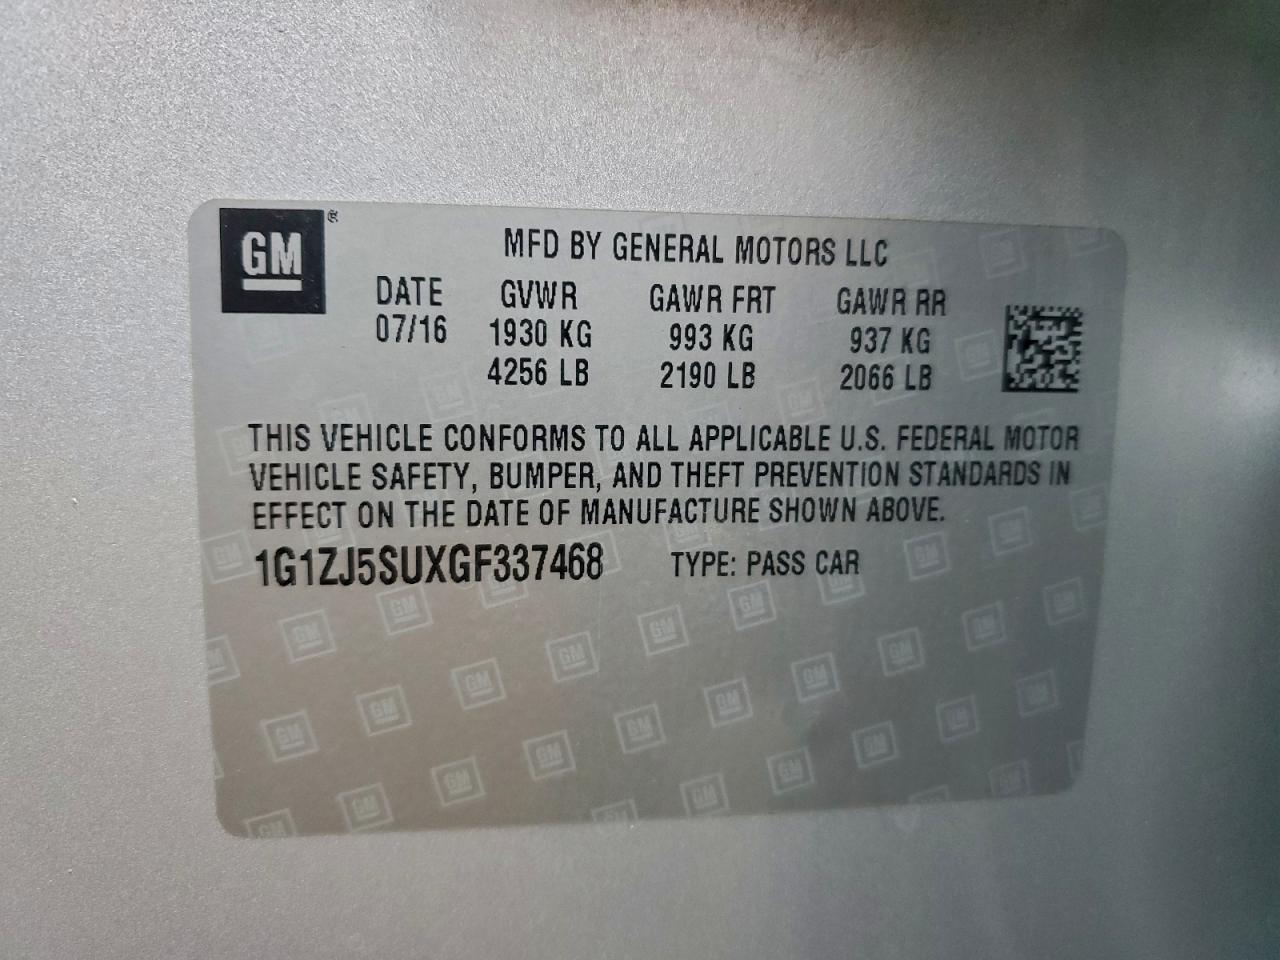 GM ®
MFD BY GENERAL MOTORS LLC
DATE GVWR GAWR FRT GAWR RR
07/16 1930 KG 993 KG 937 KG
4256 LB 2190 LB 2066 LB
THIS VEHICLE CONFORMS TO ALL APPLICABLE U.S. FEDERAL MOTOR
VEHICLE SAFETY, BUMPER, AND THEFT PREVENTION STANDARDS IN
EFFECT ON THE DATE OF MANUFACTURE SHOWN ABOVE.
1G1ZJ5SUXGF337468 TYPE: PASS CAR